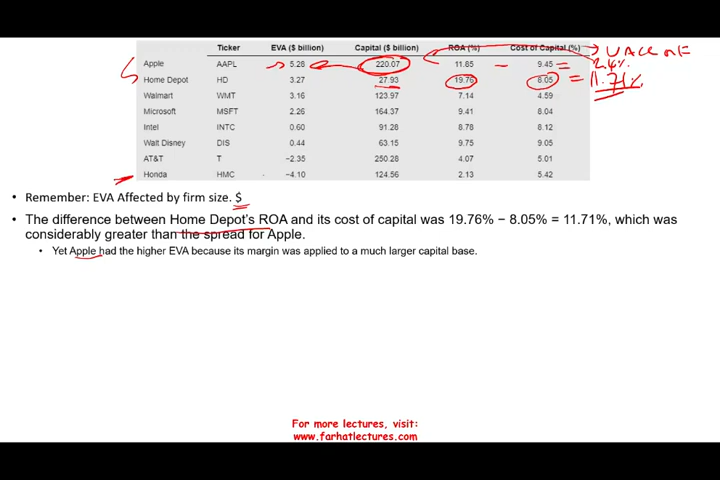 Ticker EVA ($ billion) Capital ($ billion) ROA (%) Cost of Capital (%)
Apple AAPL 5.28 220.07 11.85 9.45 = 2.4%
Home Depot HD 3.27 27.93 19.76 8.05 = 11.71%
Walmart WMT 3.16 123.97 7.14 4.59
Microsoft MSFT 2.26 164.37 9.41 8.04
Intel INTC 0.60 91.28 8.78 8.12
Walt Disney DIS 0.44 63.15 9.75 9.05
AT&T T −2.35 250.28 4.07 5.01
Honda HMC −4.10 124.56 2.13 5.42
• Remember: EVA Affected by firm size. $
• The difference between Home Depot's ROA and its cost of capital was 19.76% − 8.05% = 11.71%, which was
considerably greater than the spread for Apple.
• Yet Apple had the higher EVA because its margin was applied to a much larger capital base.
For more lectures, visit:
www.farhatlectures.com